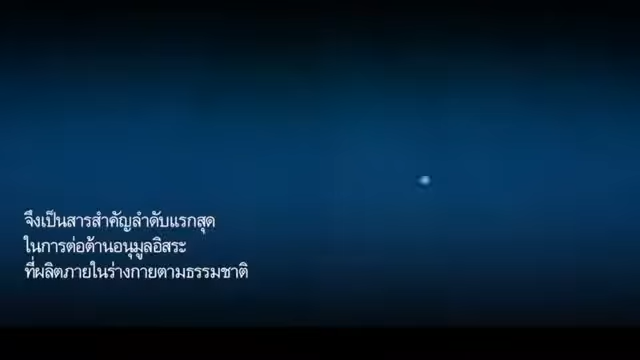 จึงเป็นสารสำคัญลำดับแรกสุด
ในการต่อต้านอนุมูลอิสระ
ที่ผลิตภายในร่างกายตามธรรมชาติ